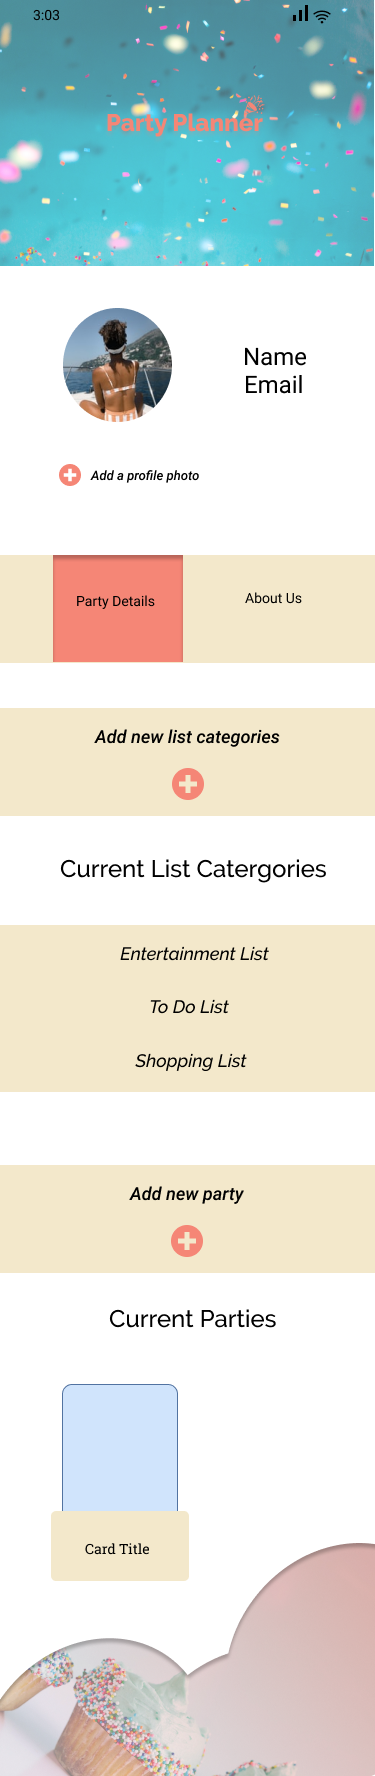 3:03
Party Planner
Name
Email
Add a profile photo
Party Details
About Us
Add new list categories
Current List Catergories
Entertainment List
To Do List
Shopping List
Add new party
Current Parties
Card Title